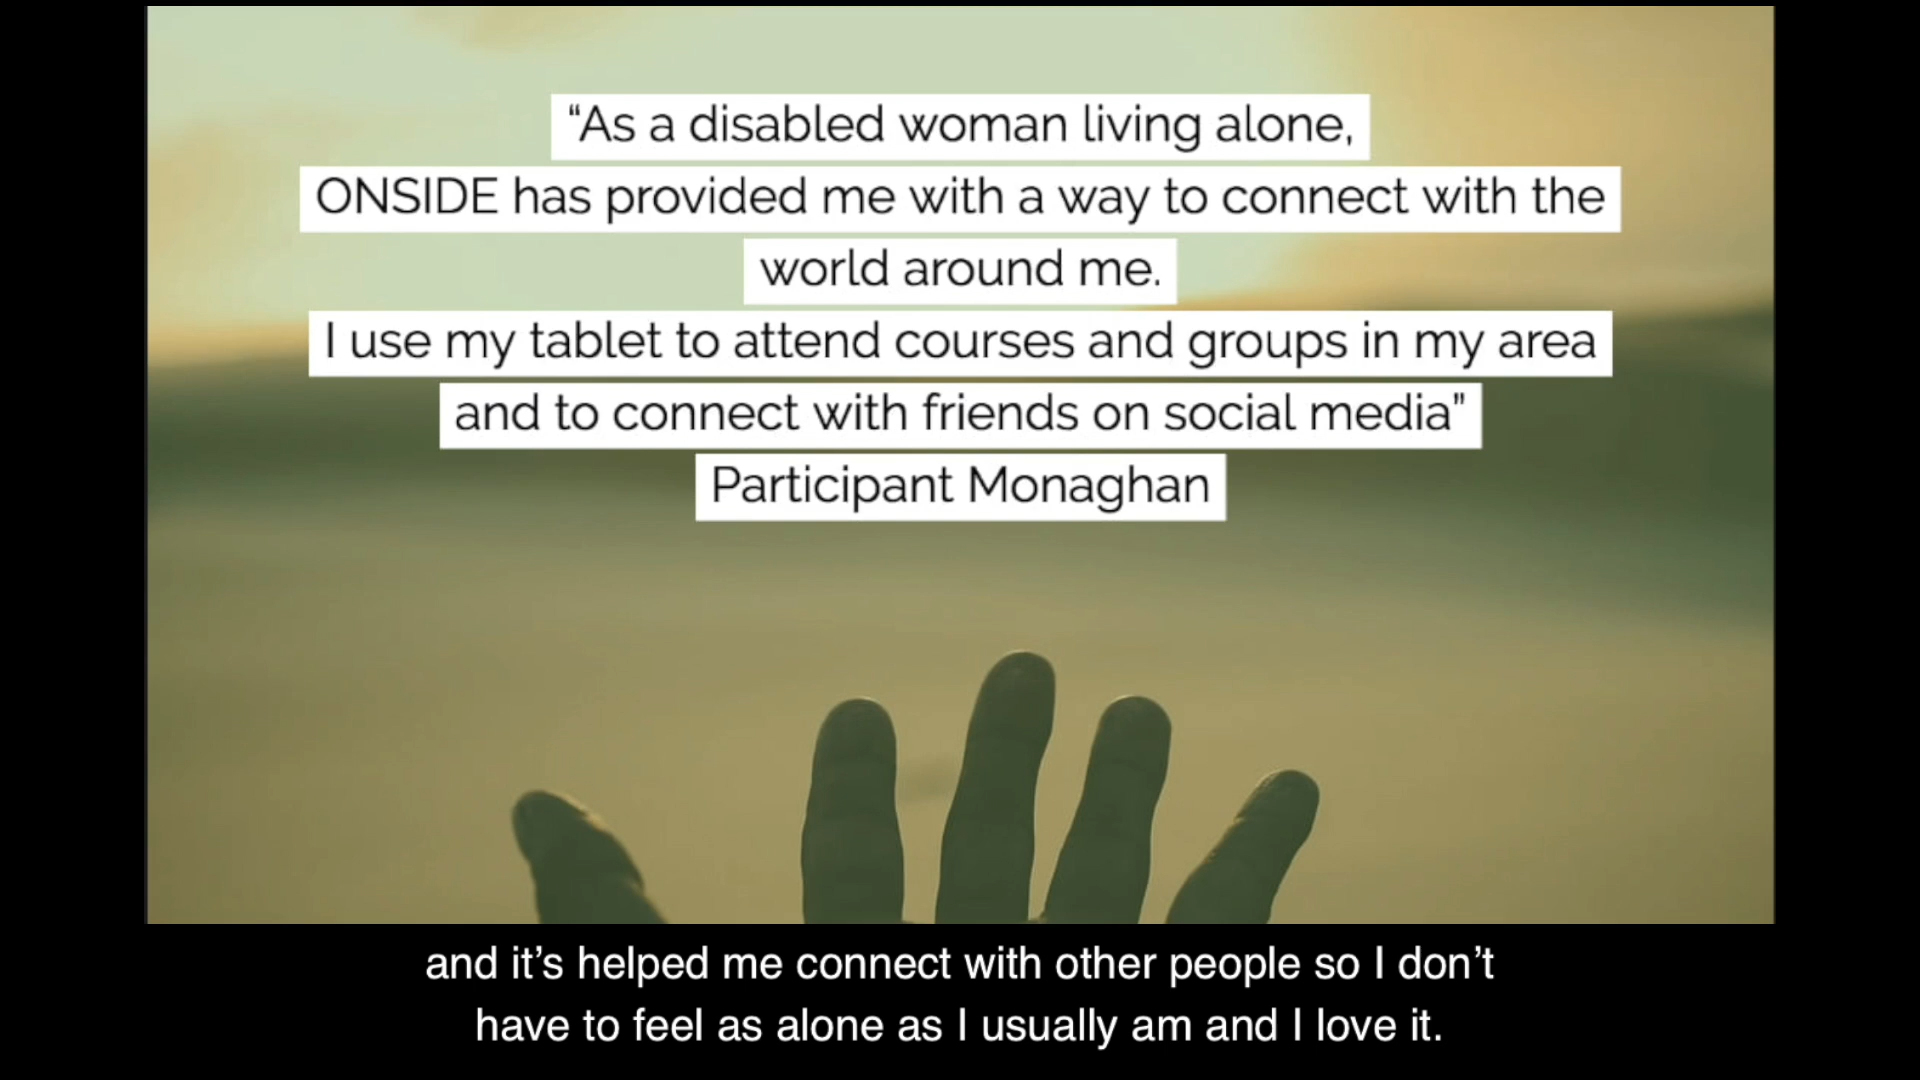 “As a disabled woman living alone,
ONSIDE has provided me with a way to connect with the
world around me.
I use my tablet to attend courses and groups in my area
and to connect with friends on social media”
Participant Monaghan
and it’s helped me connect with other people so I don’t
have to feel as alone as I usually am and I love it.